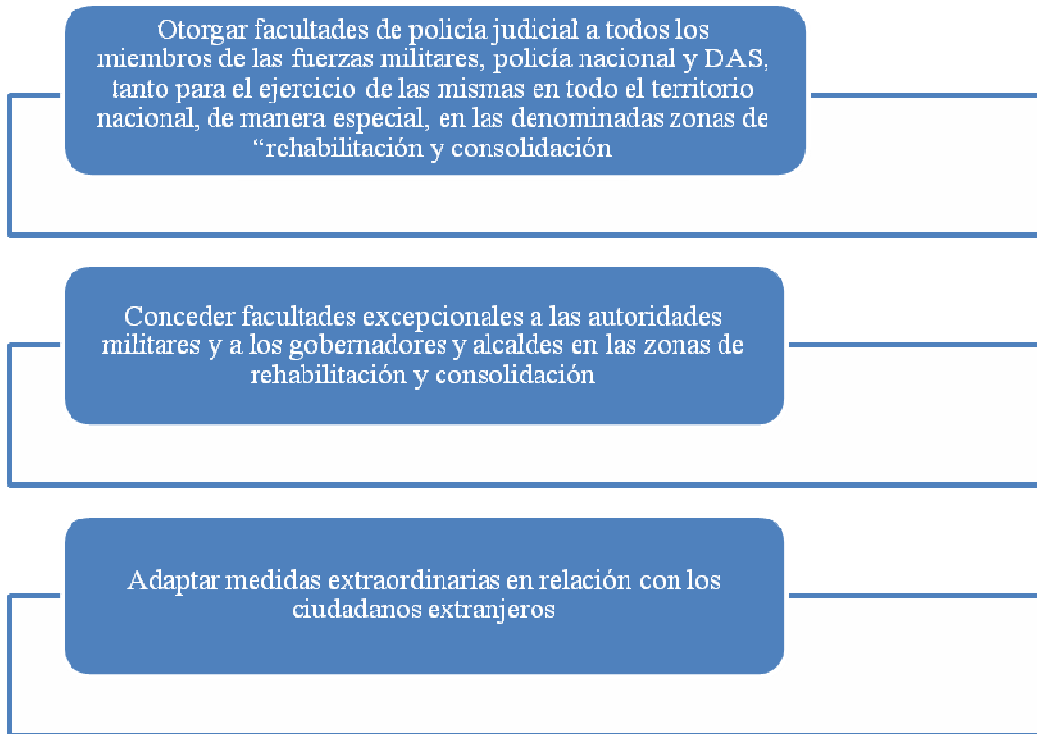 Otorgar facultades de policía judicial a todos los
miembros de las fuerzas militares, policía nacional y DAS,
tanto para el ejercicio de las mismas en todo el territorio
nacional, de manera especial, en las denominadas zonas de
“rehabilitación y consolidación
Conceder facultades excepcionales a las autoridades
militares y a los gobernadores y alcaldes en las zonas de
rehabilitación y consolidación
Adaptar medidas extraordinarias en relación con los
ciudadanos extranjeros